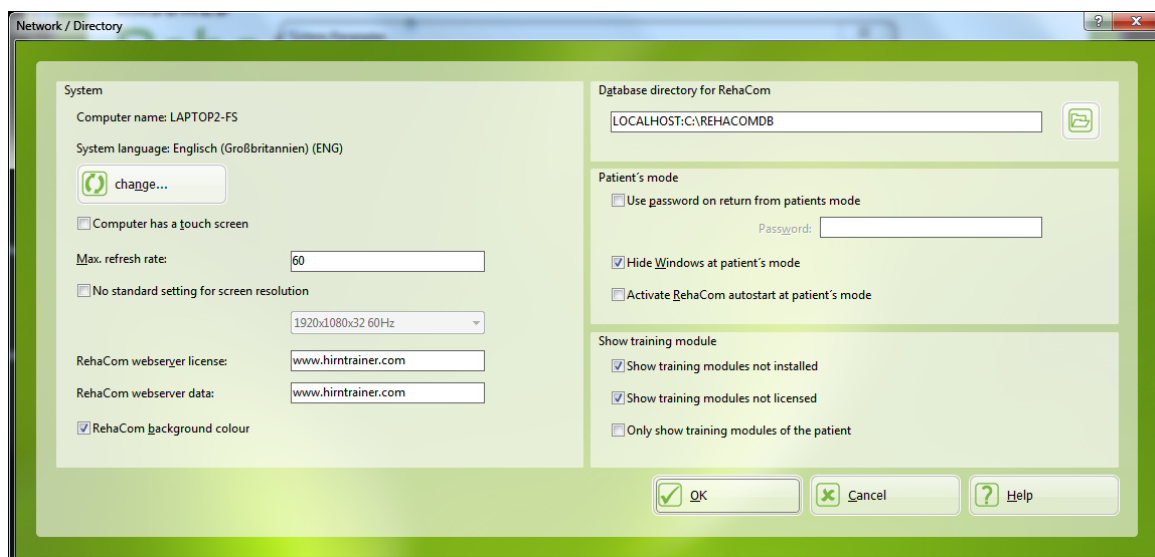 Network / Directory
System
Computer name: LAPTOP2-FS
System language: Englisch (Großbritannien) (ENG)
change...
Computer has a touch screen
Max. refresh rate:
60
No standard setting for screen resolution
1920x1080x32 60Hz
RehaCom webserver license:
www.hirntrainer.com
RehaCom webserver data:
www.hirntrainer.com
RehaCom background colour
Database directory for RehaCom
LOCALHOST:C:\REHACOMDB
Patient´s mode
Use password on return from patients mode
Password:
Hide Windows at patient´s mode
Activate RehaCom autostart at patient´s mode
Show training module
Show training modules not installed
Show training modules not licensed
Only show training modules of the patient
OK
Cancel
Help